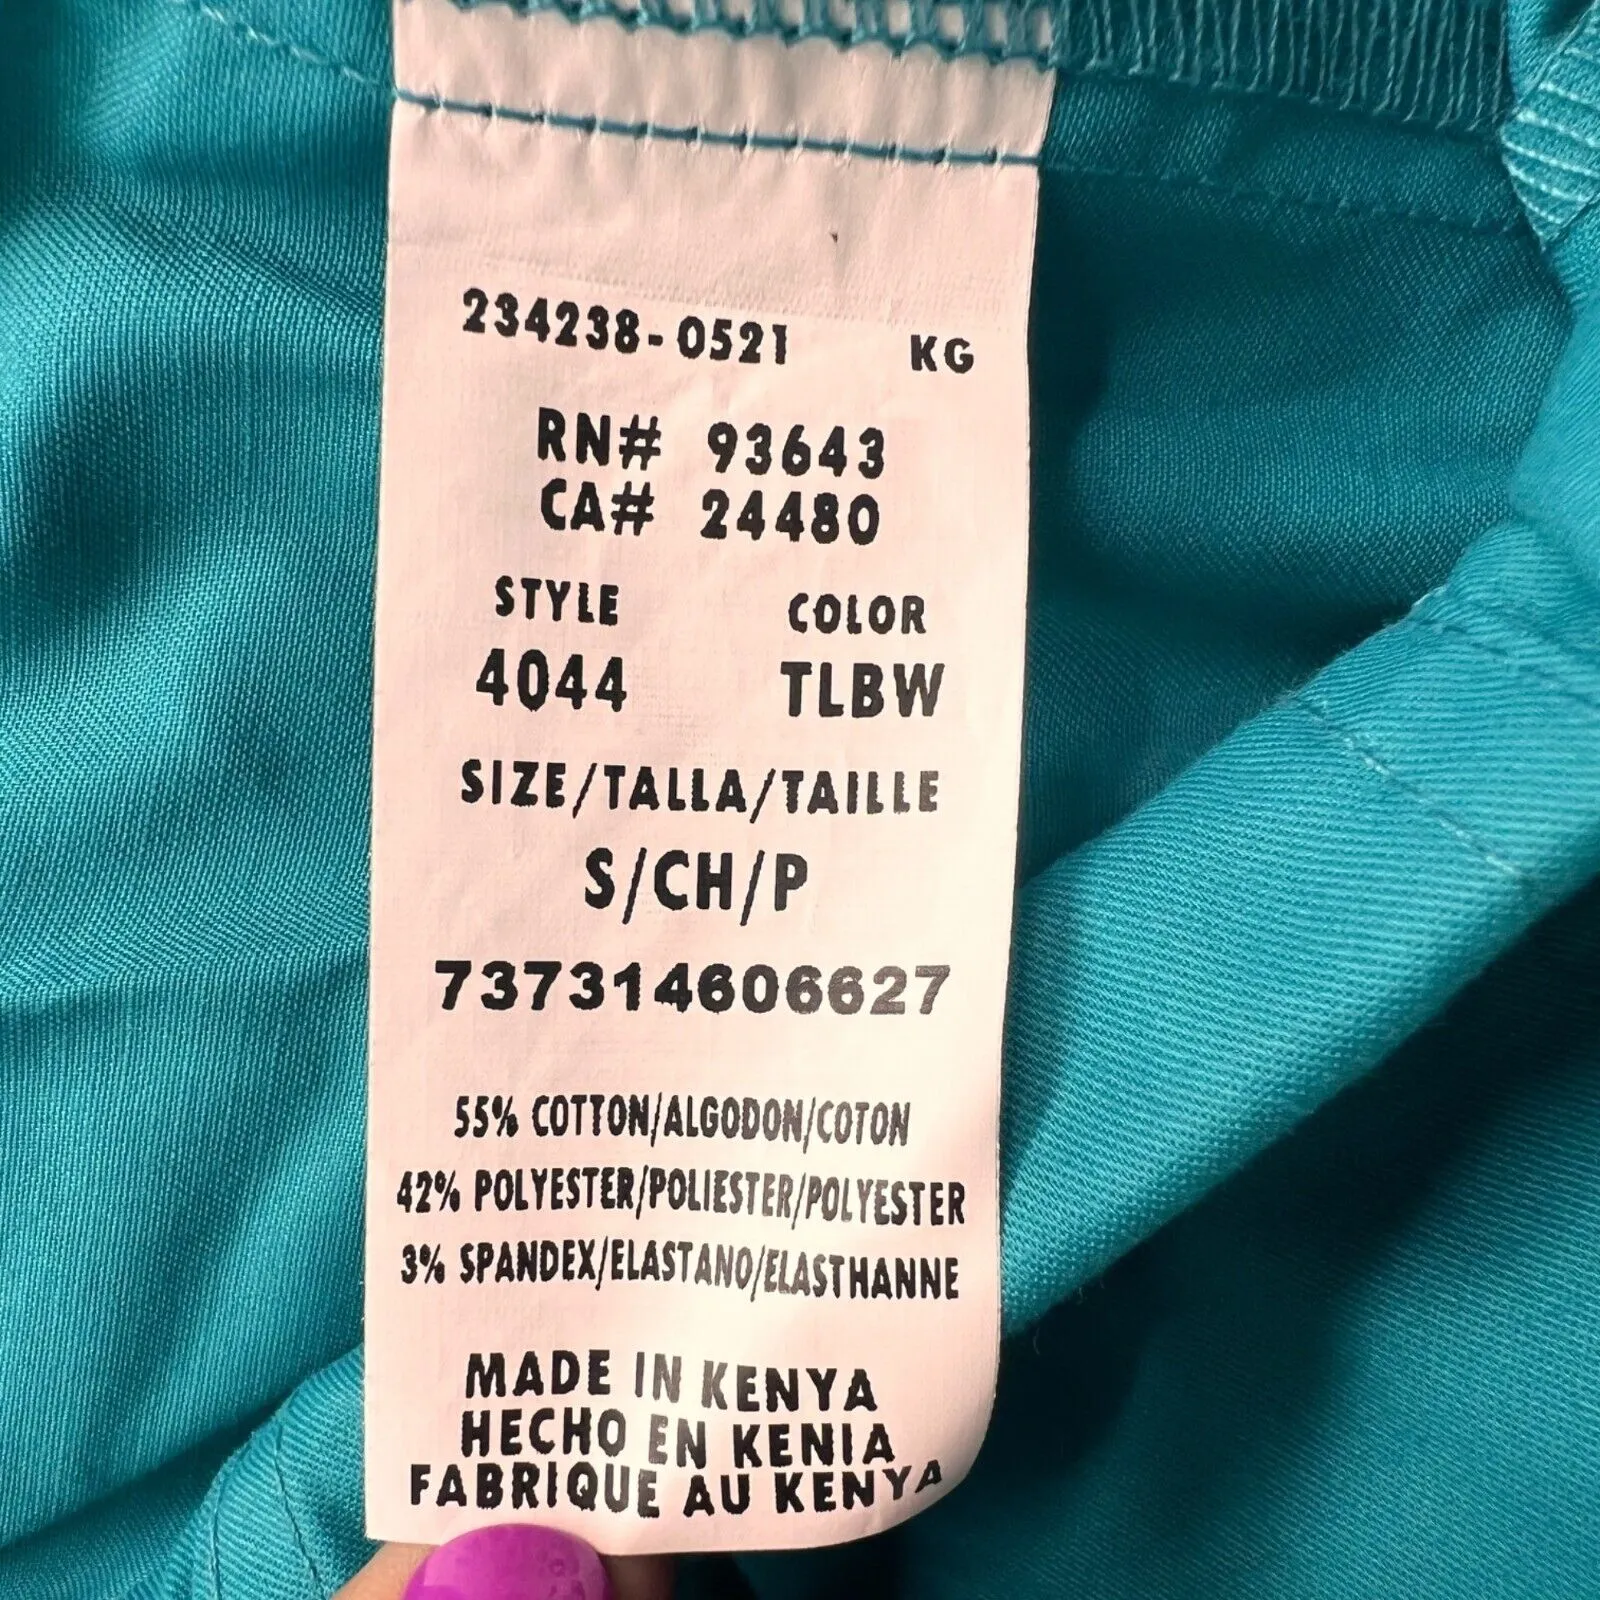 234238-0521 KG
RN# 93643
CA# 24480
STYLE COLOR
4044 TLBW
SIZE/TALLA/TAILLE
S/CH/P
737314606627
55% COTTON/ALGODON/COTON
42% POLYESTER/POLIESTER/POLYESTER
3% SPANDEX/ELASTANO/ELASTHANNE
MADE IN KENYA
HECHO EN KENIA
FABRIQUE AU KENYA